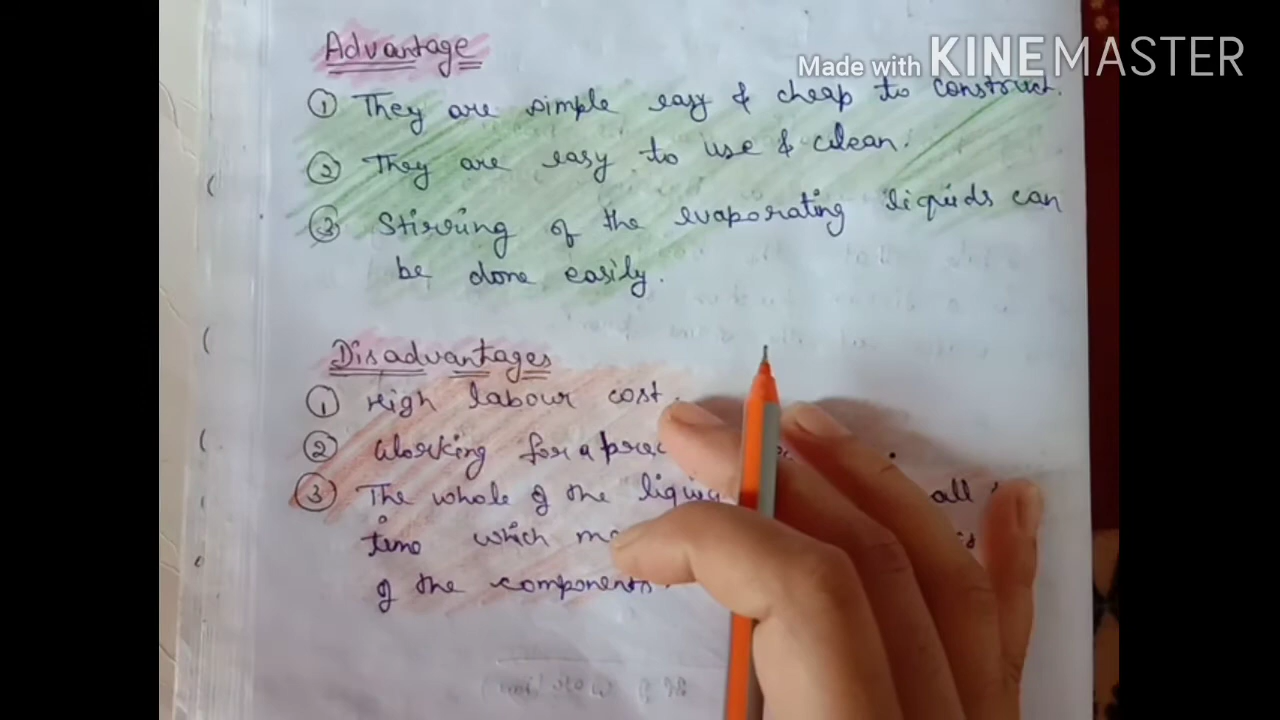 Made with KINEMASTER
Advantage
① They are simple easy & cheap to construct.
② They are easy to use & clean.
③ Stirring of the evaporating liquids can
be done easily.
Disadvantages
① High labour cost.
② Working for a
③ The whole of the all
time which
of the components.